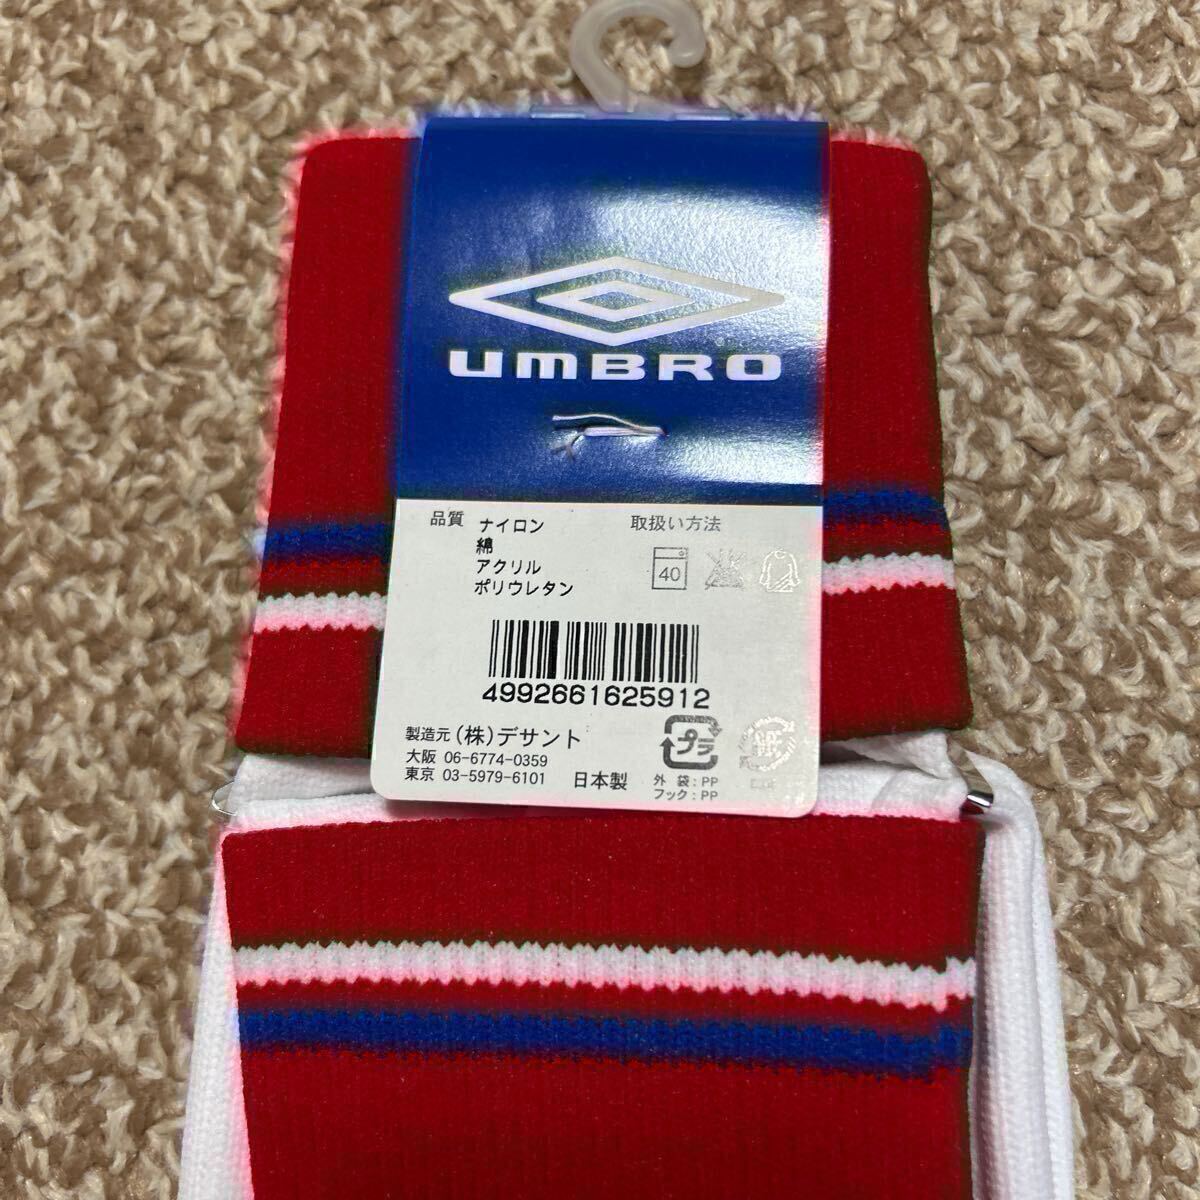 UMBRO
品質 ナイロン
綿
アクリル
ポリウレタン
取扱い方法
40
4992661625912
製造元 (株)デサント
大阪 06-6774-0359
東京 03-5979-6101
日本製
プラ
外 袋 : PP
フック : PP